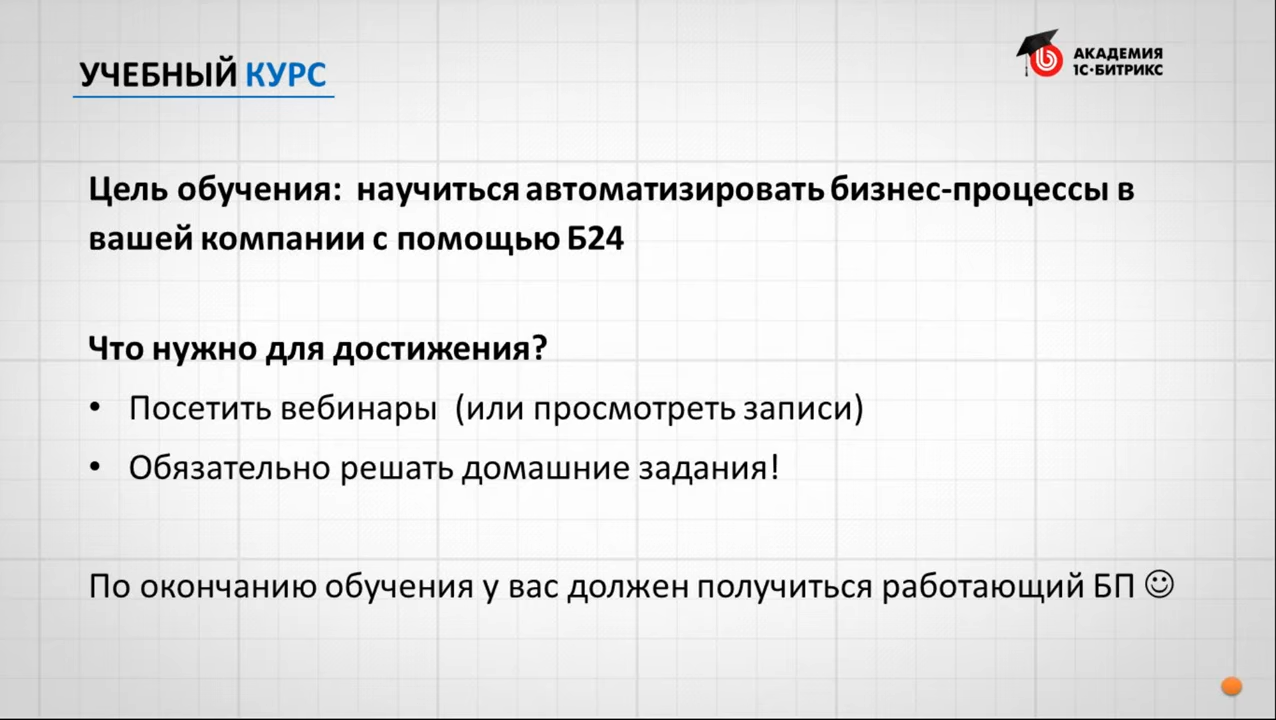 УЧЕБНЫЙ КУРС
АКАДЕМИЯ
1С·БИТРИКС
Цель обучения: научиться автоматизировать бизнес-процессы в
вашей компании с помощью Б24
Что нужно для достижения?
• Посетить вебинары (или просмотреть записи)
• Обязательно решать домашние задания!
По окончанию обучения у вас должен получиться работающий БП ☺